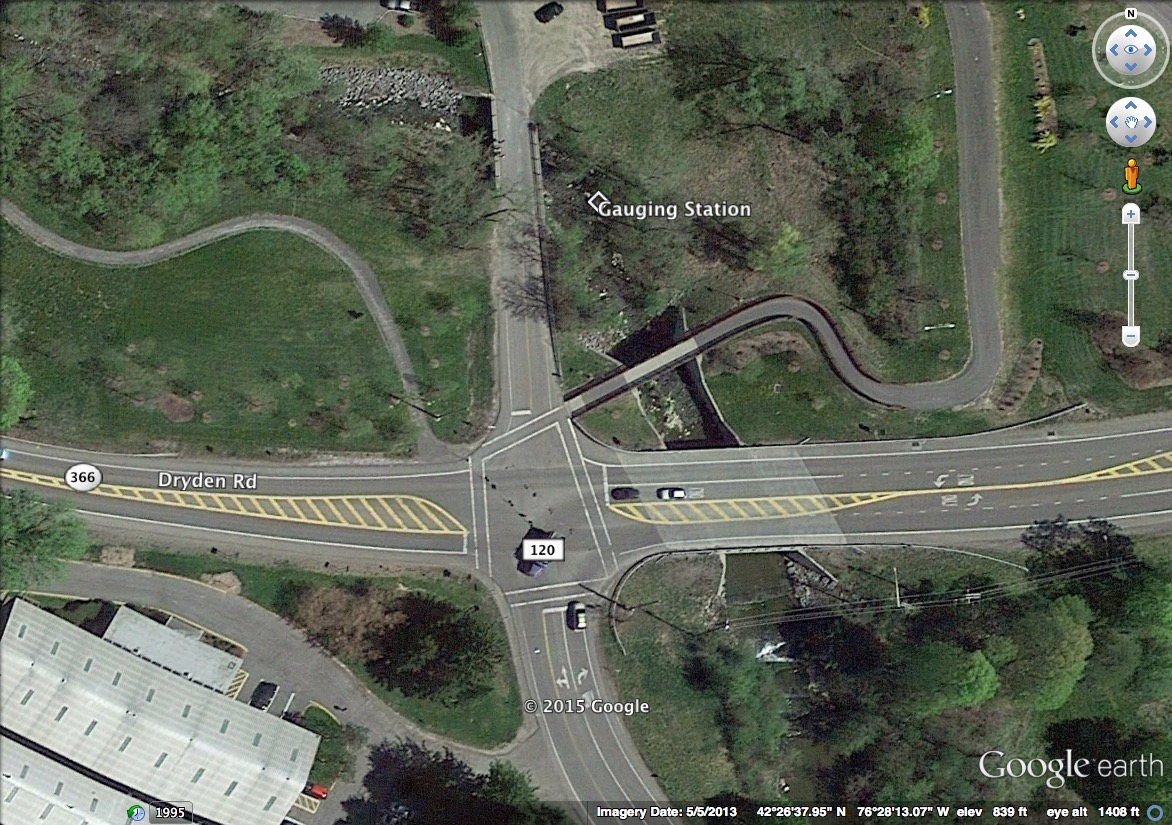 N
Gauging Station
366
Dryden Rd
120
© 2015 Google
Google earth
1995
Imagery Date: 5/5/2013 42°26'37.95" N 76°28'13.07" W elev 839 ft eye alt 1408 ft